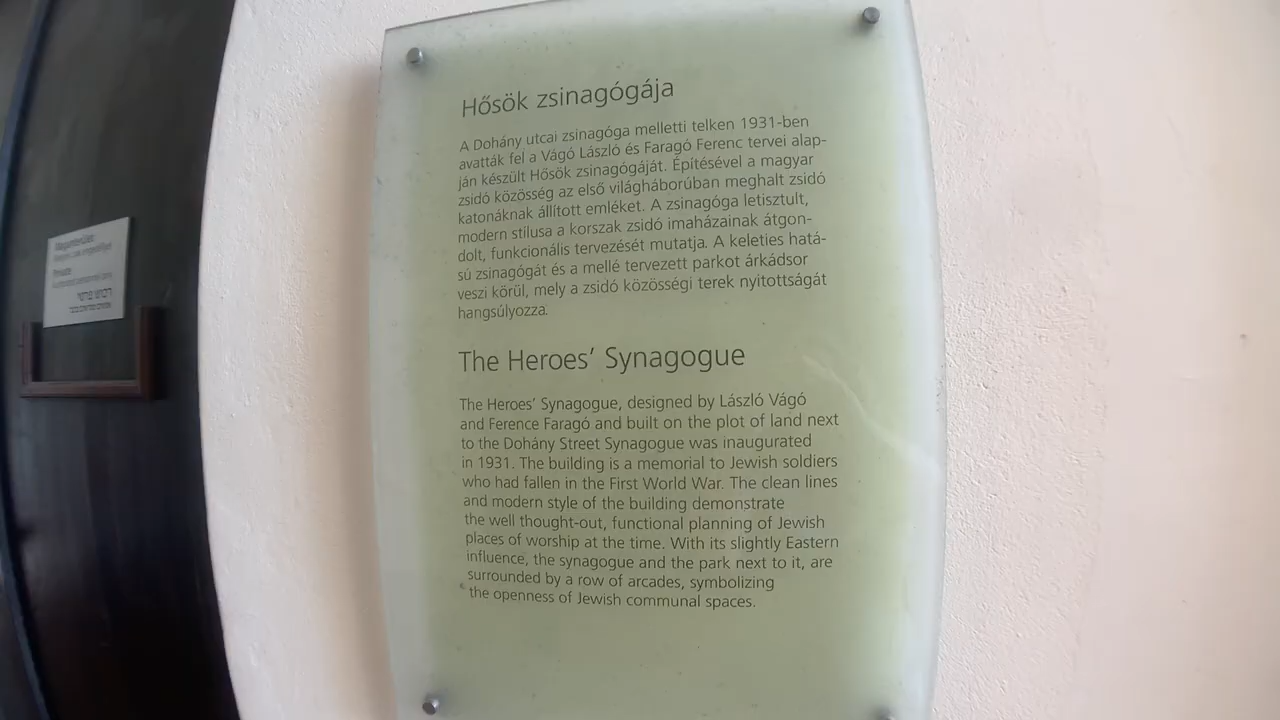 Hősök zsinagógája
A Dohány utcai zsinagóga melletti telken 1931-ben
avatták fel a Vágó László és Faragó Ferenc tervei alap-
ján készült Hősök zsinagógáját. Építésével a magyar
zsidó közösség az első világháborúban meghalt zsidó
katonáknak állított emléket. A zsinagóga letisztult,
modern stílusa a korszak zsidó imaházainak átgon-
dolt, funkcionális tervezését mutatja. A keleties hatá-
sú zsinagógát és a mellé tervezett parkot árkádsor
veszi körül, mely a zsidó közösségi terek nyitottságát
hangsúlyozza.
The Heroes' Synagogue
The Heroes' Synagogue, designed by László Vágó
and Ference Faragó and built on the plot of land next
to the Dohány Street Synagogue was inaugurated
in 1931. The building is a memorial to Jewish soldiers
who had fallen in the First World War. The clean lines
and modern style of the building demonstrate
the well thought-out, functional planning of Jewish
places of worship at the time. With its slightly Eastern
influence, the synagogue and the park next to it, are
surrounded by a row of arcades, symbolizing
the openness of Jewish communal spaces.
Magánterület
Private
רכוש פרטי